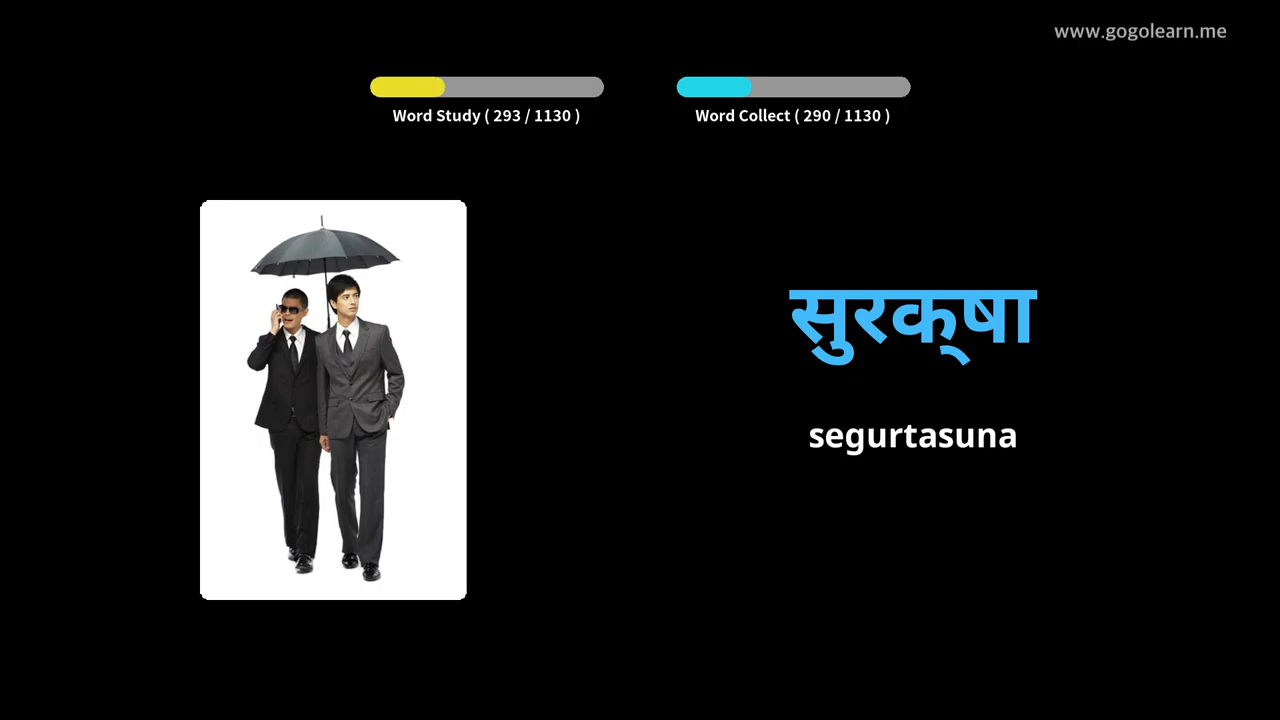 www.gogolearn.me
Word Study ( 293 / 1130 )
Word Collect ( 290 / 1130 )
सुरक्‌षा
segurtasuna